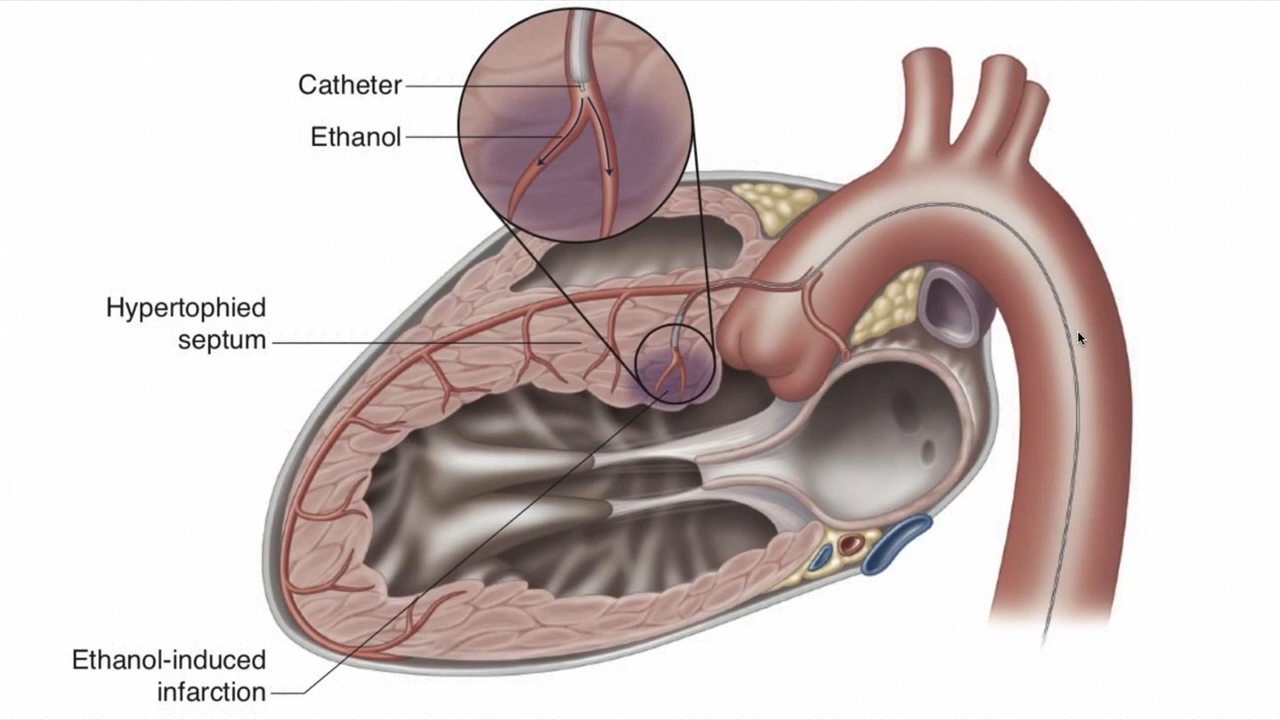 Catheter
Ethanol
Hypertophied
septum
Ethanol-induced
infarction